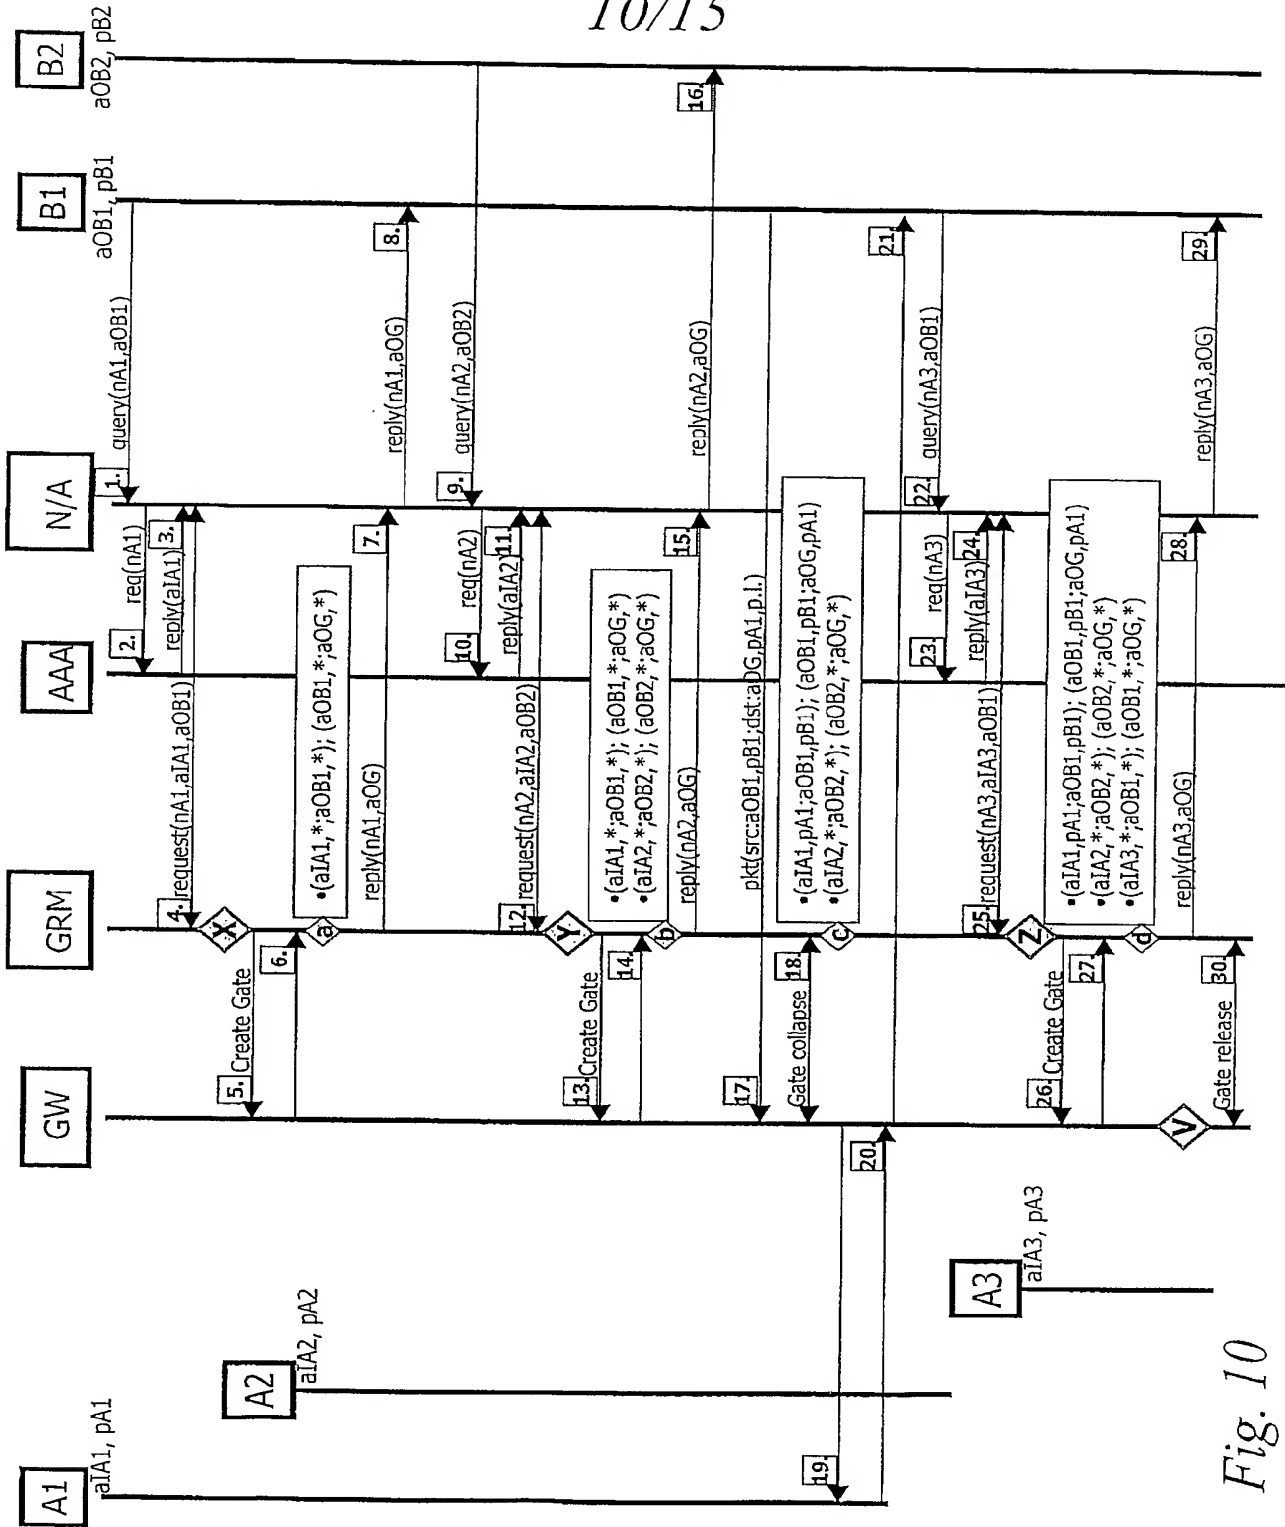 10/15
A1
aIA1, pA1
A2
aIA2, pA2
A3
aIA3, pA3
GW
GRM
AAA
N/A
B1
aOB1, pB1
B2
aOB2, pB2
1.
query(nA1,aOB1)
2.
req(nA1)
3.
reply(aIA1)
4.
request(nA1,aIA1,aOB1)
X
5.
Create Gate
6.
a
•(aIA1,*;aOB1,*); (aOB1,*;aOG,*)
7.
reply(nA1,aOG)
8.
reply(nA1,aOG)
9.
query(nA2,aOB2)
10.
req(nA2)
11.
reply(aIA2)
12.
request(nA2,aIA2,aOB2)
Y
13.
Create Gate
14.
b
•(aIA1,*;aOB1,*); (aOB1,*;aOG,*)
•(aIA2,*;aOB2,*); (aOB2,*;aOG,*)
15.
reply(nA2,aOG)
16.
reply(nA2,aOG)
17.
pkt(src:aOB1,pB1;dst:aOG,pA1,p.l.)
18.
Gate collapse
c
•(aIA1,pA1;aOB1,pB1); (aOB1,pB1;aOG,pA1)
•(aIA2,*;aOB2,*); (aOB2,*;aOG,*)
19.
20.
21.
22.
query(nA3,aOB1)
23.
req(nA3)
24.
reply(aIA3)
25.
request(nA3,aIA3,aOB1)
Z
26.
Create Gate
27.
d
•(aIA1,pA1;aOB1,pB1); (aOB1,pB1;aOG,pA1)
•(aIA2,*;aOB2,*); (aOB2,*;aOG,*)
•(aIA3,*;aOB1,*); (aOB1,*;aOG,*)
28.
reply(nA3,aOG)
29.
reply(nA3,aOG)
V
30.
Gate release
Fig. 10